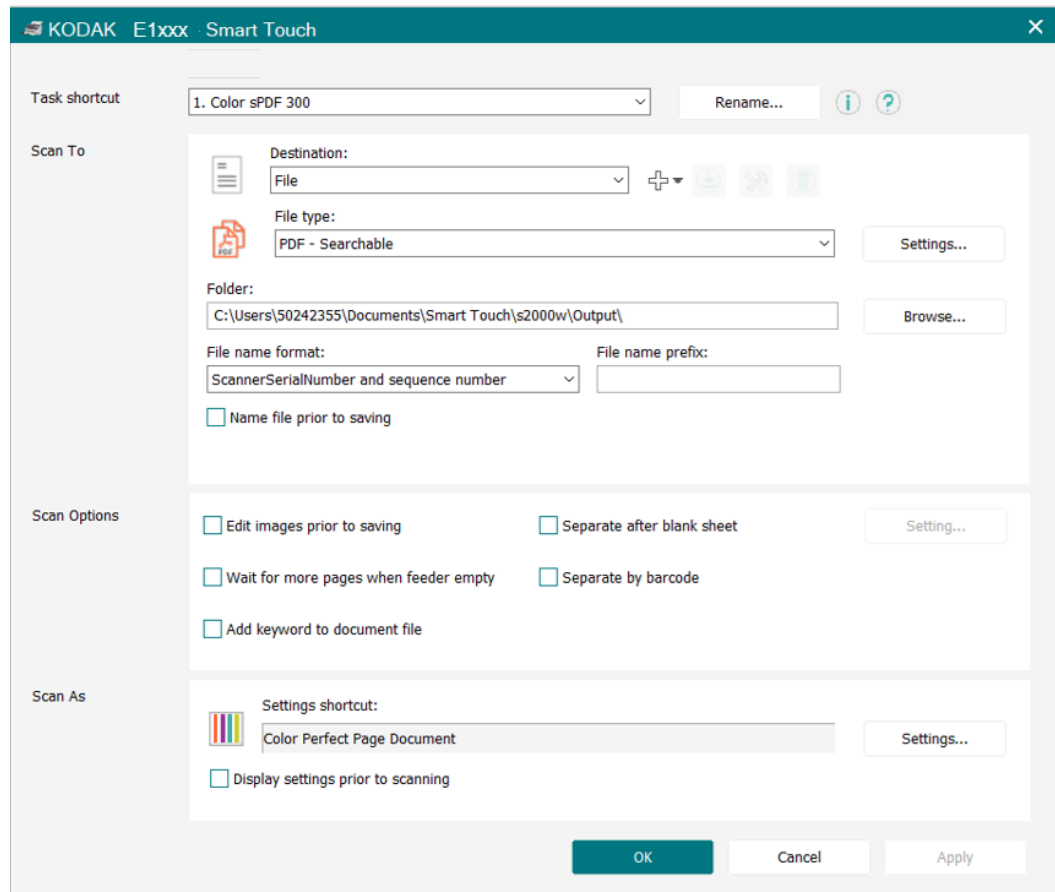 KODAK E1xxx · Smart Touch
Task shortcut
1. Color sPDF 300
Rename...
i
?
Scan To
Destination:
File
File type:
PDF
PDF - Searchable
Settings...
Folder:
C:\Users\50242355\Documents\Smart Touch\s2000w\Output\
Browse...
File name format:
File name prefix:
ScannerSerialNumber and sequence number
Name file prior to saving
Scan Options
Edit images prior to saving
Separate after blank sheet
Setting...
Wait for more pages when feeder empty
Separate by barcode
Add keyword to document file
Scan As
Settings shortcut:
Color Perfect Page Document
Settings...
Display settings prior to scanning
OK
Cancel
Apply